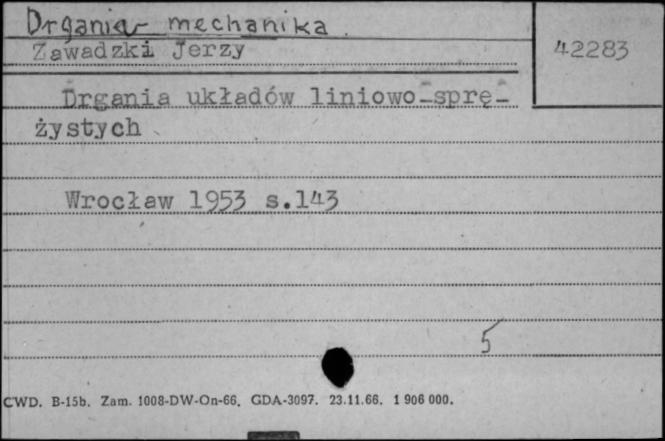 Drgania - mechanika
Zawadzki Jerzy
42283
Drgania układów liniowo-sprę-
żystych
Wrocław 1953 s.143
5
CWD. B-15b. Zam. 1008-DW-On-66. GDA-3097. 23.11.66. 1 906 000.